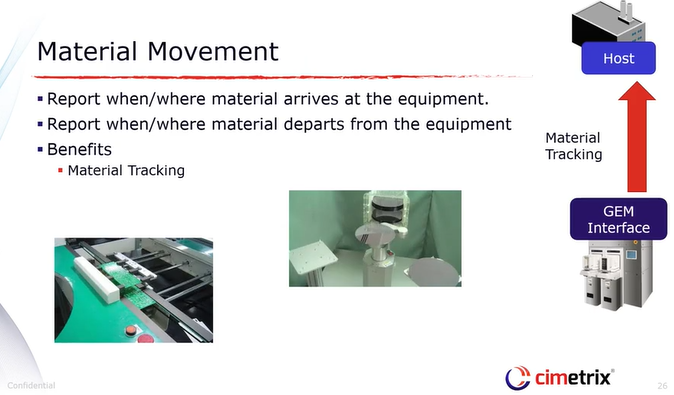 Material Movement
Report when/where material arrives at the equipment.
Report when/where material departs from the equipment
Benefits
Material Tracking
Host
Material
Tracking
GEM
Interface
Confidential
cimetrix®
26